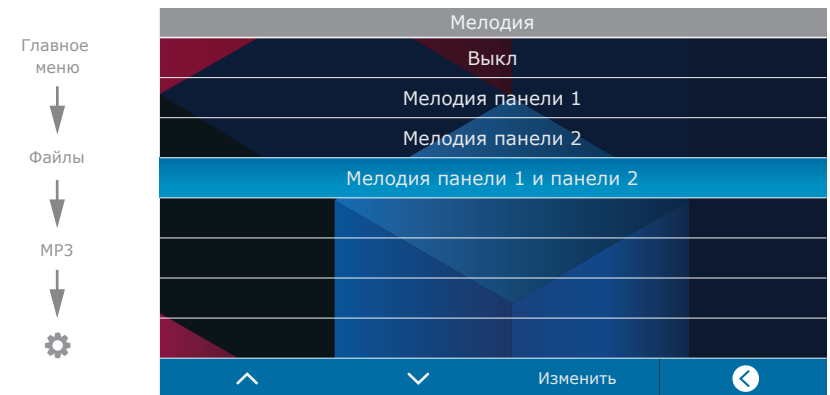 Главное
меню
Файлы
MP3
Мелодия
Выкл
Мелодия панели 1
Мелодия панели 2
Мелодия панели 1 и панели 2
Изменить